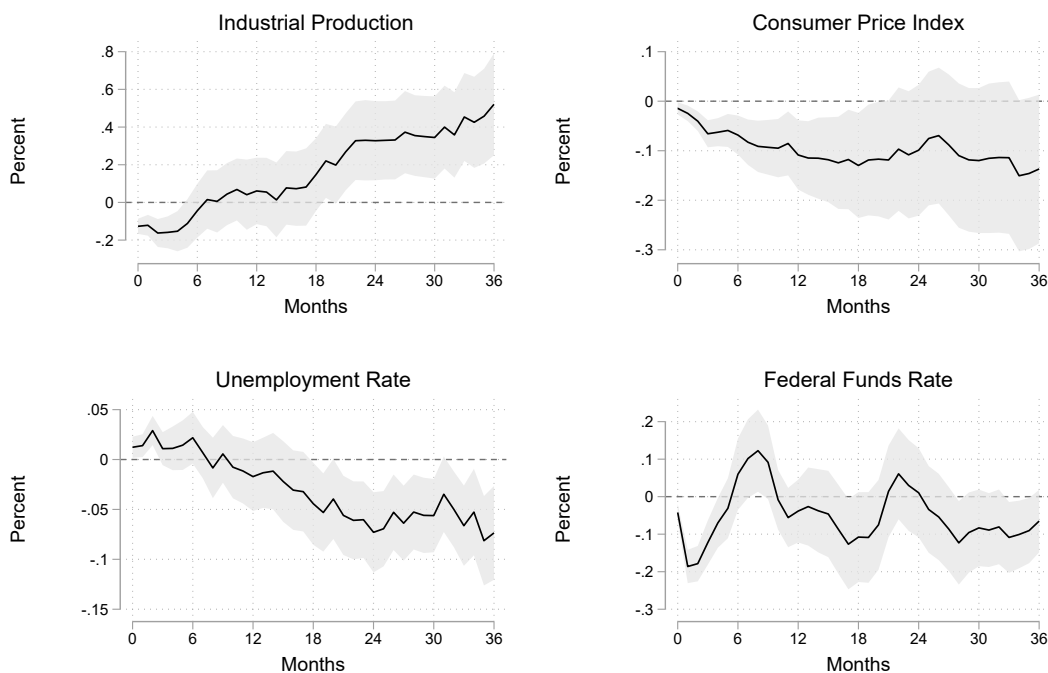 Industrial Production
Percent
.8
.6
.4
.2
0
-.2
0 6 12 18 24 30 36
Months
Consumer Price Index
Percent
.1
0
-.1
-.2
-.3
0 6 12 18 24 30 36
Months
Unemployment Rate
Percent
.05
0
-.05
-.1
-.15
0 6 12 18 24 30 36
Months
Federal Funds Rate
Percent
.2
.1
0
-.1
-.2
-.3
0 6 12 18 24 30 36
Months